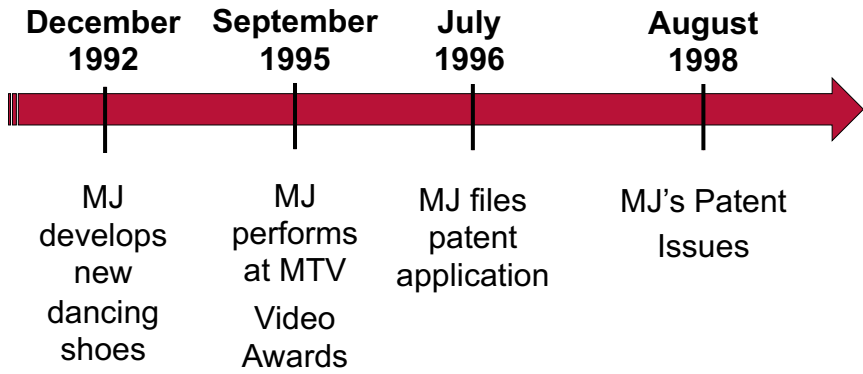 December
1992
September
1995
July
1996
August
1998
MJ
develops
new
dancing
shoes
MJ
performs
at MTV
Video
Awards
MJ files
patent
application
MJ’s Patent
Issues